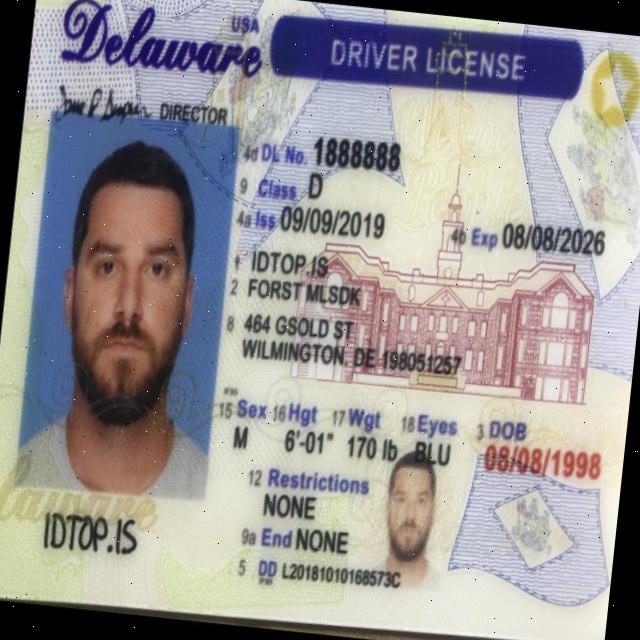 Delaware USA DRIVER LICENSE
DIRECTOR
4d DL No. 1888888
9 Class D
4a Iss 09/09/2019 4b Exp 08/08/2026
1 IDTOP.IS
2 FORST MLSDK
8 464 GSOLD ST
WILMINGTON, DE 198051257
15 Sex 16 Hgt 17 Wgt 18 Eyes 3 DOB
M 6'-01" 170 lb BLU 08/08/1998
12 Restrictions
NONE
9a End NONE
5 DD L20181010168573C
IDTOP.IS